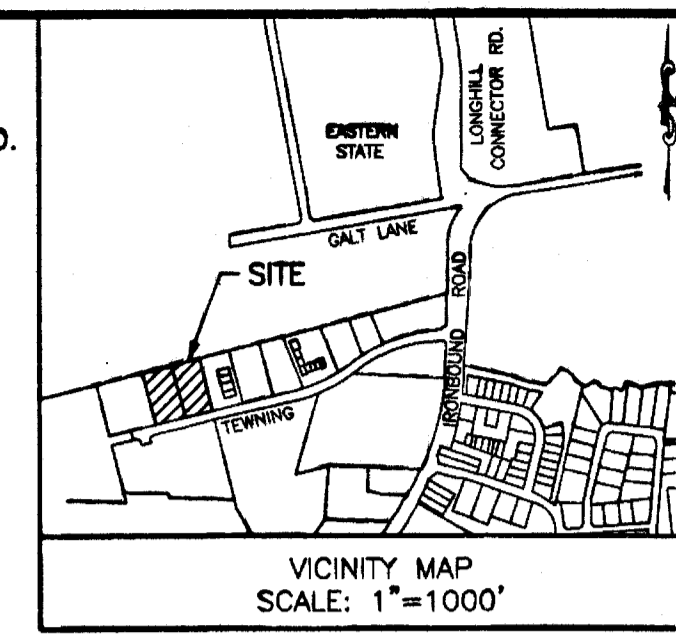 D.
LONGHILL
CONNECTOR RD.
EASTERN
STATE
GALT LANE
SITE
IRONBOUND ROAD
TEWNING
VICINITY MAP
SCALE: 1"=1000'